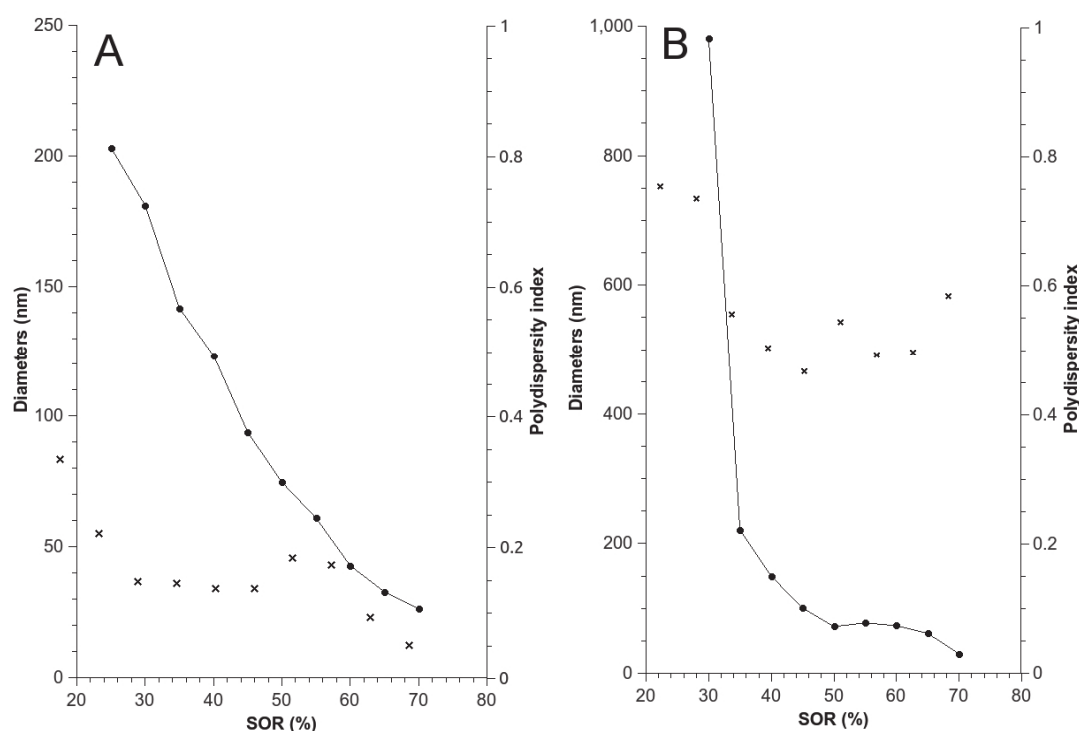 A
250
200
150
100
50
0
Diameters (nm)
20 30 40 50 60 70 80
SOR (%)
1
0.8
0.6
0.4
0.2
0
Polydispersity index
B
1,000
800
600
400
200
0
Diameters (nm)
20 30 40 50 60 70 80
SOR (%)
1
0.8
0.6
0.4
0.2
0
Polydispersity index